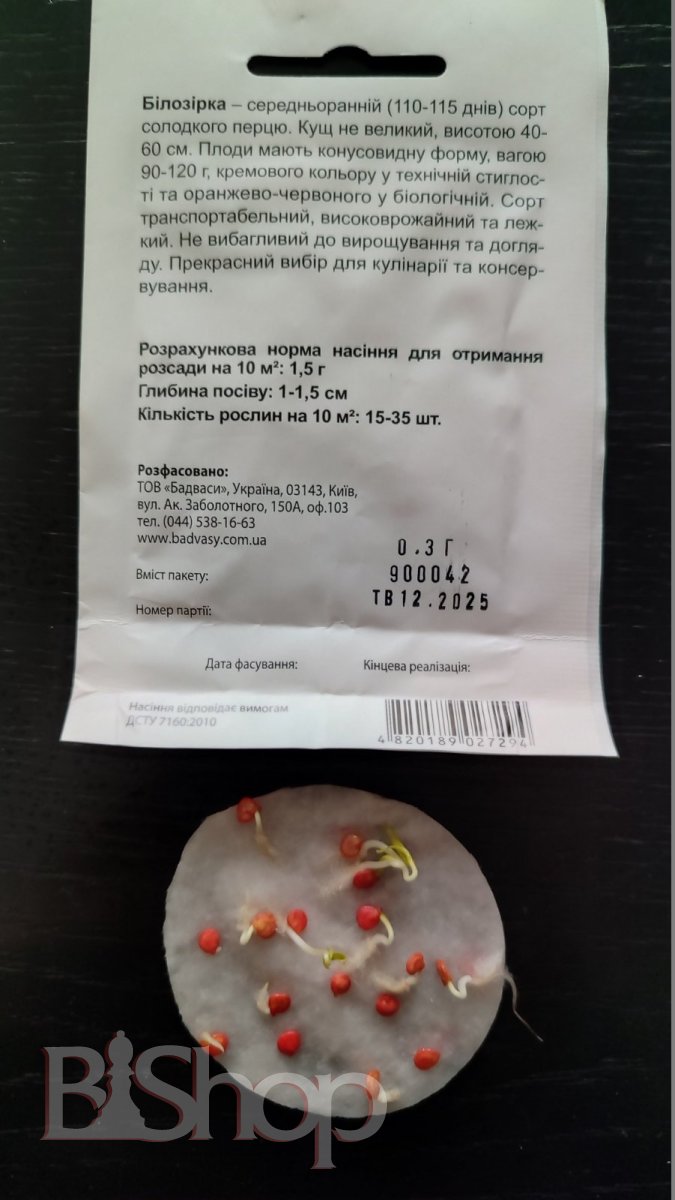 Білозірка – середньоранній (110-115 днів) сорт
солодкого перцю. Кущ не великий, висотою 40-
60 см. Плоди мають конусовидну форму, вагою
90-120 г, кремового кольору у технічній стиглос-
ті та оранжево-червоного у біологічній. Сорт
транспортабельний, високоврожайний та леж-
кий. Не вибагливий до вирощування та догля-
ду. Прекрасний вибір для кулінарії та консер-
вування.
Розрахункова норма насіння для отримання
розсади на 10 м²: 1,5 г
Глибина посіву: 1-1,5 см
Кількість рослин на 10 м²: 15-35 шт.
Розфасовано:
ТОВ «Бадваси», Україна, 03143, Київ,
вул. Ак. Заболотного, 150А, оф.103
тел. (044) 538-16-63
www.badvasy.com.ua
0.3 Г
Вміст пакету: 900042
ТВ12.2025
Номер партії:
Дата фасування: Кінцева реалізація:
Насіння відповідає вимогам
ДСТУ 7160:2010
4 820189 027294
BiShop